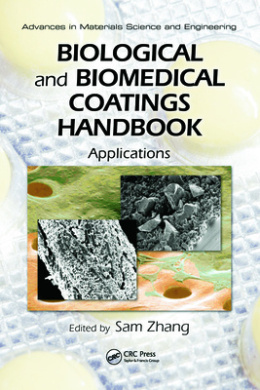 Advances in Materials Science and Engineering
BIOLOGICAL
and BIOMEDICAL
COATINGS
HANDBOOK
Applications
Edited by Sam Zhang
CRC Press
Taylor & Francis Group